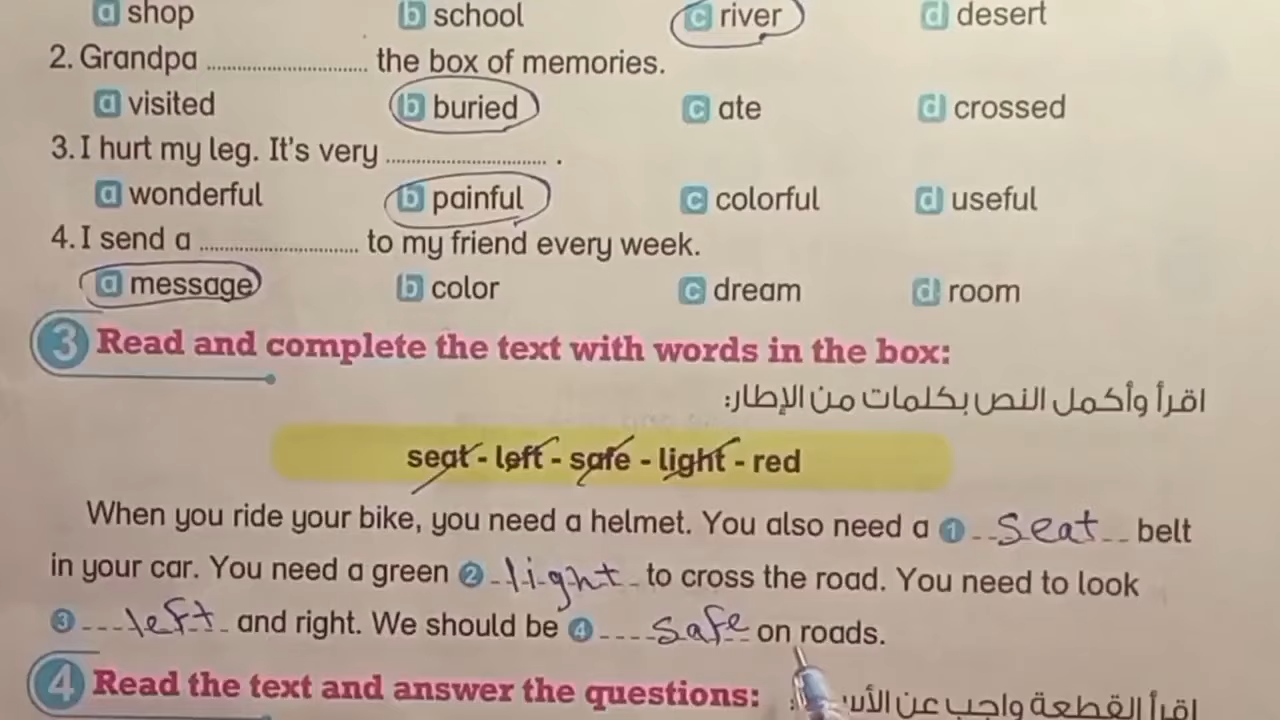 a shop b school c river d desert
2. Grandpa ............................ the box of memories.
a visited b buried c ate d crossed
3. I hurt my leg. It's very ............................ .
a wonderful b painful c colorful d useful
4. I send a ............................ to my friend every week.
a message b color c dream d room
3 Read and complete the text with words in the box:
اقرأ وأكمل النص بكلمات من الإطار:
seat - left - safe - light - red
When you ride your bike, you need a helmet. You also need a 1 seat belt
in your car. You need a green 2 light to cross the road. You need to look
3 left and right. We should be 4 safe on roads.
4 Read the text and answer the questions:
اقرأ القطعة واجب عن